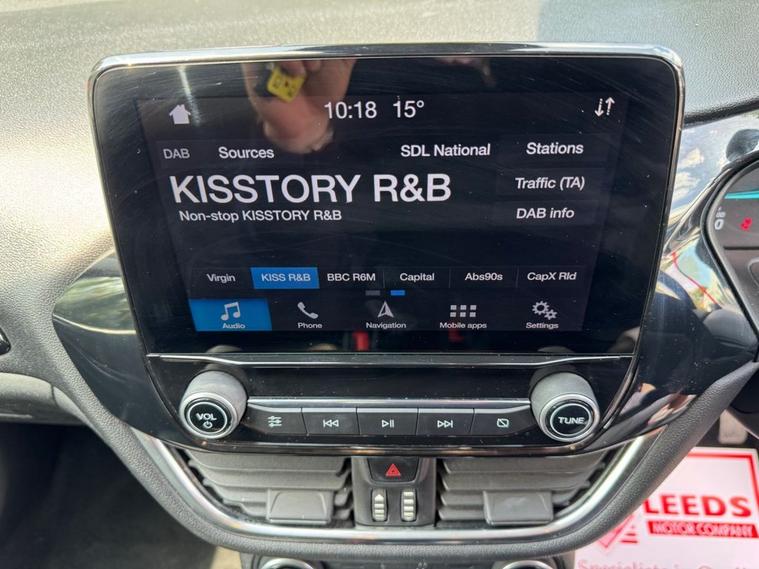 10:18 15°
DAB Sources SDL National Stations
KISSTORY R&B Traffic (TA)
Non-stop KISSTORY R&B DAB info
Virgin KISS R&B BBC R6M Capital Abs90s CapX Rld
Audio Phone Navigation Mobile apps Settings
VOL TUNE
LEEDS
MOTOR COMPANY